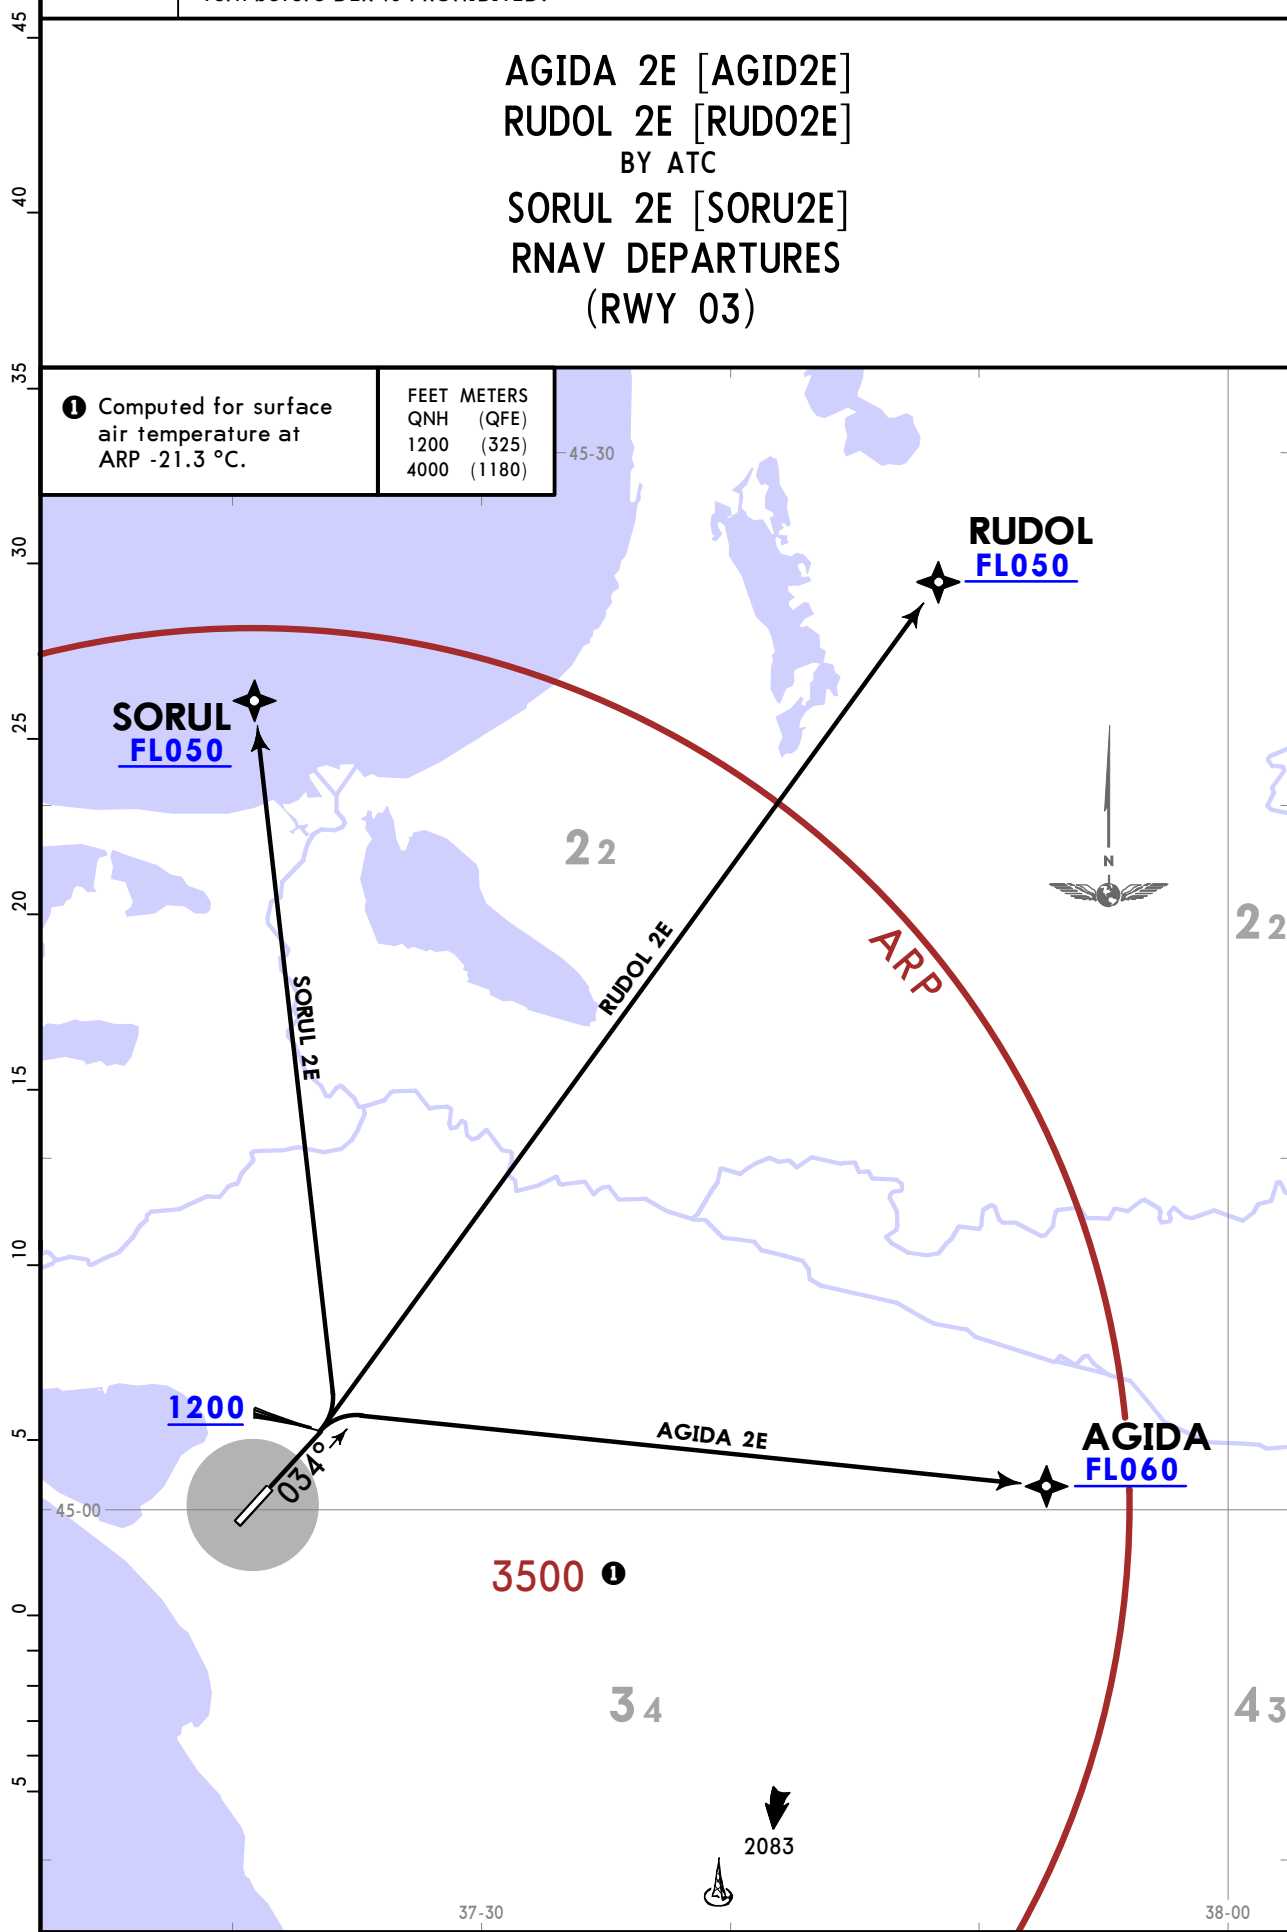 AGIDA 2E [AGID2E]
RUDOL 2E [RUDO2E]
BY ATC
SORUL 2E [SORU2E]
RNAV DEPARTURES
(RWY 03)
1 Computed for surface
air temperature at
ARP -21.3 °C.
FEET METERS
QNH (QFE)
1200 (325)
4000 (1180)
45
40
35
30
25
20
15
10
5
0
5
45-30
RUDOL
FL050
SORUL
FL050
22
N
22
ARP
RUDOL 2E
SORUL 2E
1200
034°
AGIDA 2E
AGIDA
FL060
45-00
3500 1
34
43
2083
37-30
38-00